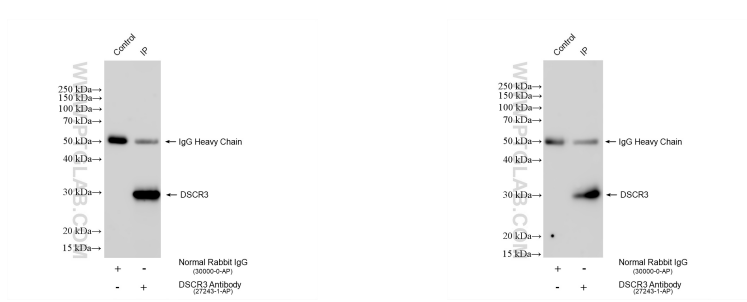 Control IP
250 kDa→
150 kDa→
100 kDa→
70 kDa→
50 kDa→
40 kDa→
30 kDa→
20 kDa→
15 kDa→
WWW.PTGLAB.COM
← IgG Heavy Chain
← DSCR3
+ - Normal Rabbit IgG
(30000-0-AP)
- + DSCR3 Antibody
(27243-1-AP)
Control IP
250 kDa→
150 kDa→
100 kDa→
70 kDa→
50 kDa→
40 kDa→
30 kDa→
20 kDa→
15 kDa→
WWW.PTGLAB.COM
← IgG Heavy Chain
← DSCR3
+ - Normal Rabbit IgG
(30000-0-AP)
- + DSCR3 Antibody
(27243-1-AP)